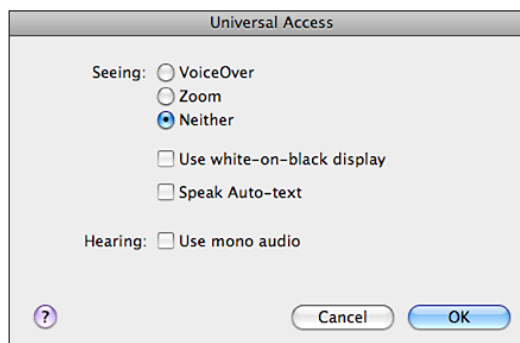 Universal Access
Seeing: VoiceOver
Zoom
Neither
Use white-on-black display
Speak Auto-text
Hearing: Use mono audio
? Cancel OK